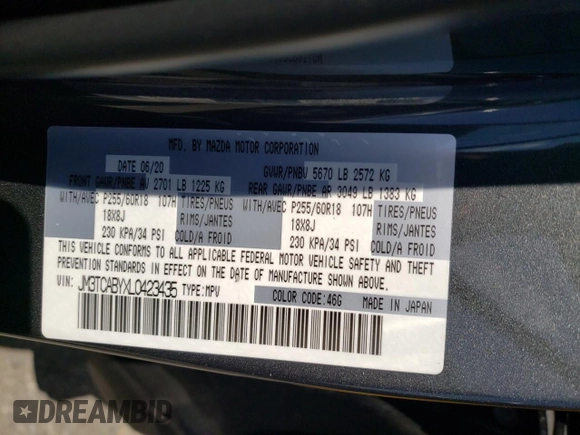 MFD. BY MAZDA MOTOR CORPORATION
DATE 06/20
GVWR/PNBV 5670 LB 2572 KG
FRONT GAWR/PNBE AV 2701 LB 1225 KG
REAR GAWR/PNBE AR 3049 LB 1383 KG
WITH/AVEC P255/60R18 107H TIRES/PNEUS
18X8J RIMS/JANTES
230 KPA/34 PSI COLD/A FROID
WITH/AVEC P255/60R18 107H TIRES/PNEUS
18X8J RIMS/JANTES
230 KPA/34 PSI COLD/A FROID
THIS VEHICLE CONFORMS TO ALL APPLICABLE FEDERAL MOTOR VEHICLE SAFETY AND THEFT
PREVENTION STANDARDS IN EFFECT ON THE DATE OF MANUFACTURE SHOWN ABOVE.
VIN: JM3TCABYXL0423435 TYPE:MPV
COLOR CODE:46G MADE IN JAPAN
DREAMBID